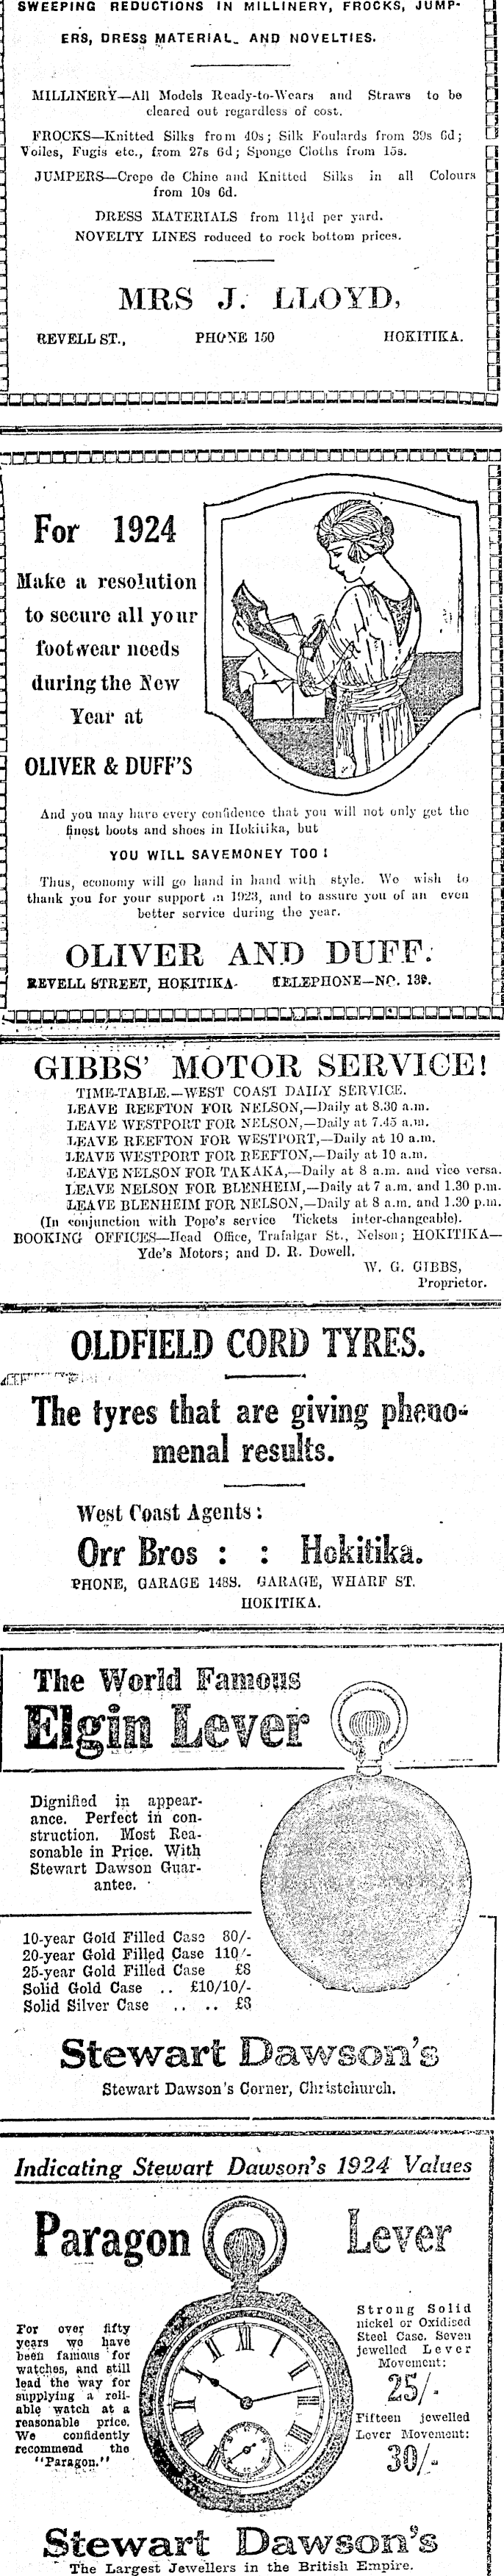 SWEEPING REDUCTIONS IN MILLINERY, FROCKS, JUMP-
ERS, DRESS MATERIAL, AND NOVELTIES.
MILLINERY—All Models Ready-to-Wears and Straws to be
cleared out regardless of cost.
FROCKS—Knitted Silks from 40s; Silk Foulards from 39s 6d;
Voiles, Fugis etc., from 27s 6d; Sponge Cloths from 15s.
JUMPERS—Crepe de Chine and Knitted Silks in all Colours
from 10s 6d.
DRESS MATERIALS from 11½d per yard.
NOVELTY LINES reduced to rock bottom prices.
MRS J. LLOYD,
REVELL ST., PHONE 150 HOKITIKA.
For 1924
Make a resolution
to secure all your
footwear needs
during the New
Year at
OLIVER & DUFF'S
And you may have every confidence that you will not only get the
finest boots and shoes in Hokitika, but
YOU WILL SAVEMONEY TOO !
Thus, economy will go hand in hand with style. We wish to
thank you for your support in 1923, and to assure you of an even
better service during the year.
OLIVER AND DUFF.
REVELL STREET, HOKITIKA. TELEPHONE—NO. 139.
GIBBS' MOTOR SERVICE!
TIME-TABLE.—WEST COAST DAILY SERVICE.
LEAVE REEFTON FOR NELSON,—Daily at 8.30 a.m.
LEAVE WESTPORT FOR NELSON,—Daily at 7.45 a.m.
LEAVE REEFTON FOR WESTPORT,—Daily at 10 a.m.
LEAVE WESTPORT FOR REEFTON,—Daily at 10 a.m.
LEAVE NELSON FOR TAKAKA,—Daily at 8 a.m. and vice versa.
LEAVE NELSON FOR BLENHEIM,—Daily at 7 a.m. and 1.30 p.m.
LEAVE BLENHEIM FOR NELSON,—Daily at 8 a.m. and 1.30 p.m.
(In conjunction with Pope's service Tickets inter-changeable).
BOOKING OFFICES—Head Office, Trafalgar St., Nelson; HOKITIKA—
Yde's Motors; and D. R. Dowell.
W. G. GIBBS,
Proprietor.
OLDFIELD CORD TYRES.
The tyres that are giving pheno-
menal results.
West Coast Agents :
Orr Bros : : Hokitika.
PHONE, GARAGE 148S. GARAGE, WHARF ST.
HOKITIKA.
The World Famous
Elgin Lever
Dignified in appear-
ance. Perfect in con-
struction. Most Rea-
sonable in Price. With
Stewart Dawson Guar-
antee.
10-year Gold Filled Case 80/-
20-year Gold Filled Case 110/-
25-year Gold Filled Case £8
Solid Gold Case .. £10/10/-
Solid Silver Case .. .. £3
Stewart Dawson's
Stewart Dawson's Corner, Christchurch.
Indicating Stewart Dawson's 1924 Values
Paragon Lever
For over fifty
years we have
been famous for
watches, and still
lead the way for
supplying a reli-
able watch at a
reasonable price.
We confidently
recommend the
"Paragon."
Strong Solid
nickel or Oxidised
Steel Case. Seven
jewelled Lever
Movement:
25/-
Fifteen jewelled
Lever Movement:
30/-
Stewart Dawson's
The Largest Jewellers in the British Empire.